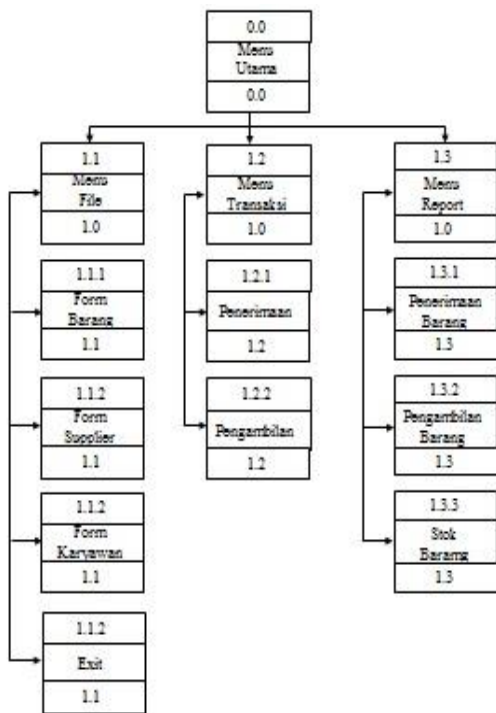 0.0
Menu
Utama
0.0
1.1
Menu
File
1.0
1.2
Menu
Transaksi
1.0
1.3
Menu
Report
1.0
1.1.1
Form
Barang
1.1
1.2.1
Penerimaan
1.2
1.3.1
Penerimaan
Barang
1.3
1.1.2
Form
Supplier
1.1
1.2.2
Pengambilan
1.2
1.3.2
Pengambilan
Barang
1.3
1.1.2
Form
Karyawan
1.1
1.3.3
Stok
Baramg
1.3
1.1.2
Exit
1.1